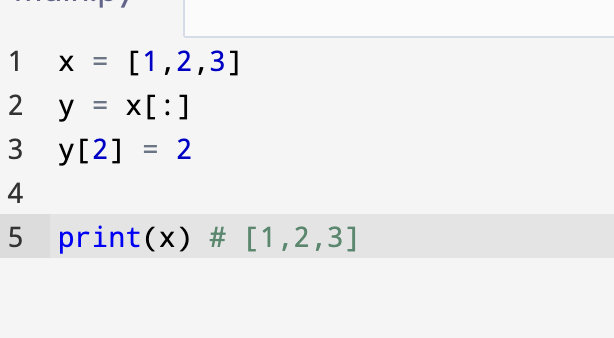 1 x = [1,2,3]
2 y = x[:]
3 y[2] = 2
4
5 print(x) # [1,2,3]